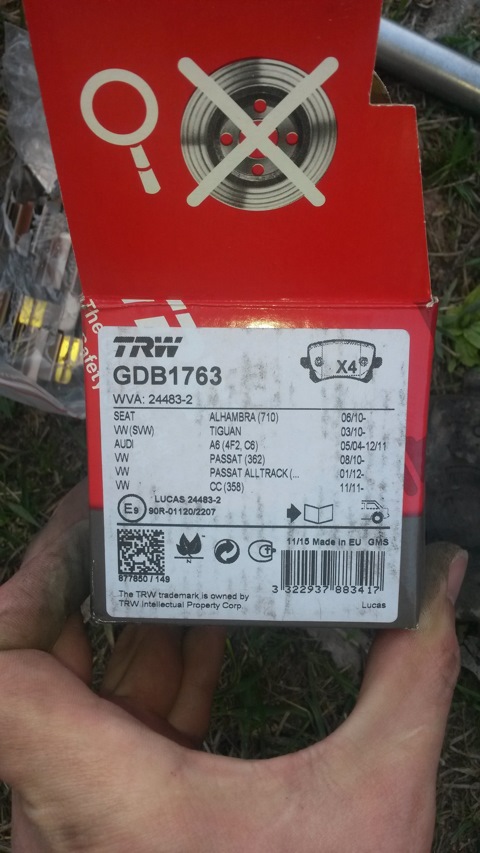 The
safety
TRW
GDB1763
WVA: 24483-2
X4
SEAT ALHAMBRA (710) 06/10-
VW (SVW) TIGUAN 03/10-
AUDI A6 (4F2, C6) 05/04-12/11
VW PASSAT (362) 08/10-
VW PASSAT ALLTRACK (... 01/12-
VW CC (358) 11/11-
E9
LUCAS 24483-2
90R-01120/2207
N
11/15 Made in EU GMS
877850 / 149
3 322937 883417
The TRW trademark is owned by
TRW Intellectual Property Corp.
Lucas